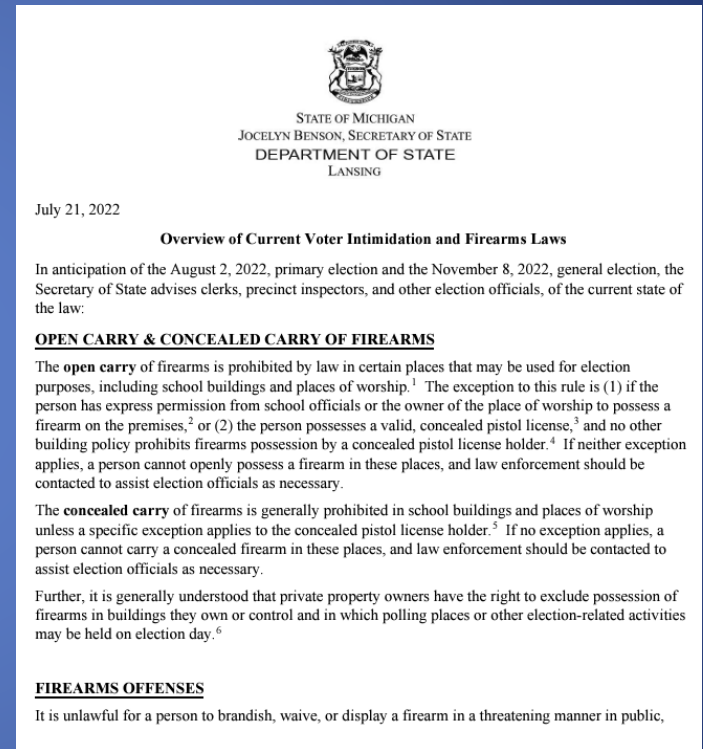 STATE OF MICHIGAN
JOCELYN BENSON, SECRETARY OF STATE
DEPARTMENT OF STATE
LANSING
July 21, 2022
Overview of Current Voter Intimidation and Firearms Laws
In anticipation of the August 2, 2022, primary election and the November 8, 2022, general election, the
Secretary of State advises clerks, precinct inspectors, and other election officials, of the current state of
the law:
OPEN CARRY & CONCEALED CARRY OF FIREARMS
The open carry of firearms is prohibited by law in certain places that may be used for election
purposes, including school buildings and places of worship.¹ The exception to this rule is (1) if the
person has express permission from school officials or the owner of the place of worship to possess a
firearm on the premises,² or (2) the person possesses a valid, concealed pistol license,³ and no other
building policy prohibits firearms possession by a concealed pistol license holder.⁴ If neither exception
applies, a person cannot openly possess a firearm in these places, and law enforcement should be
contacted to assist election officials as necessary.
The concealed carry of firearms is generally prohibited in school buildings and places of worship
unless a specific exception applies to the concealed pistol license holder.⁵ If no exception applies, a
person cannot carry a concealed firearm in these places, and law enforcement should be contacted to
assist election officials as necessary.
Further, it is generally understood that private property owners have the right to exclude possession of
firearms in buildings they own or control and in which polling places or other election-related activities
may be held on election day.⁶
FIREARMS OFFENSES
It is unlawful for a person to brandish, waive, or display a firearm in a threatening manner in public,